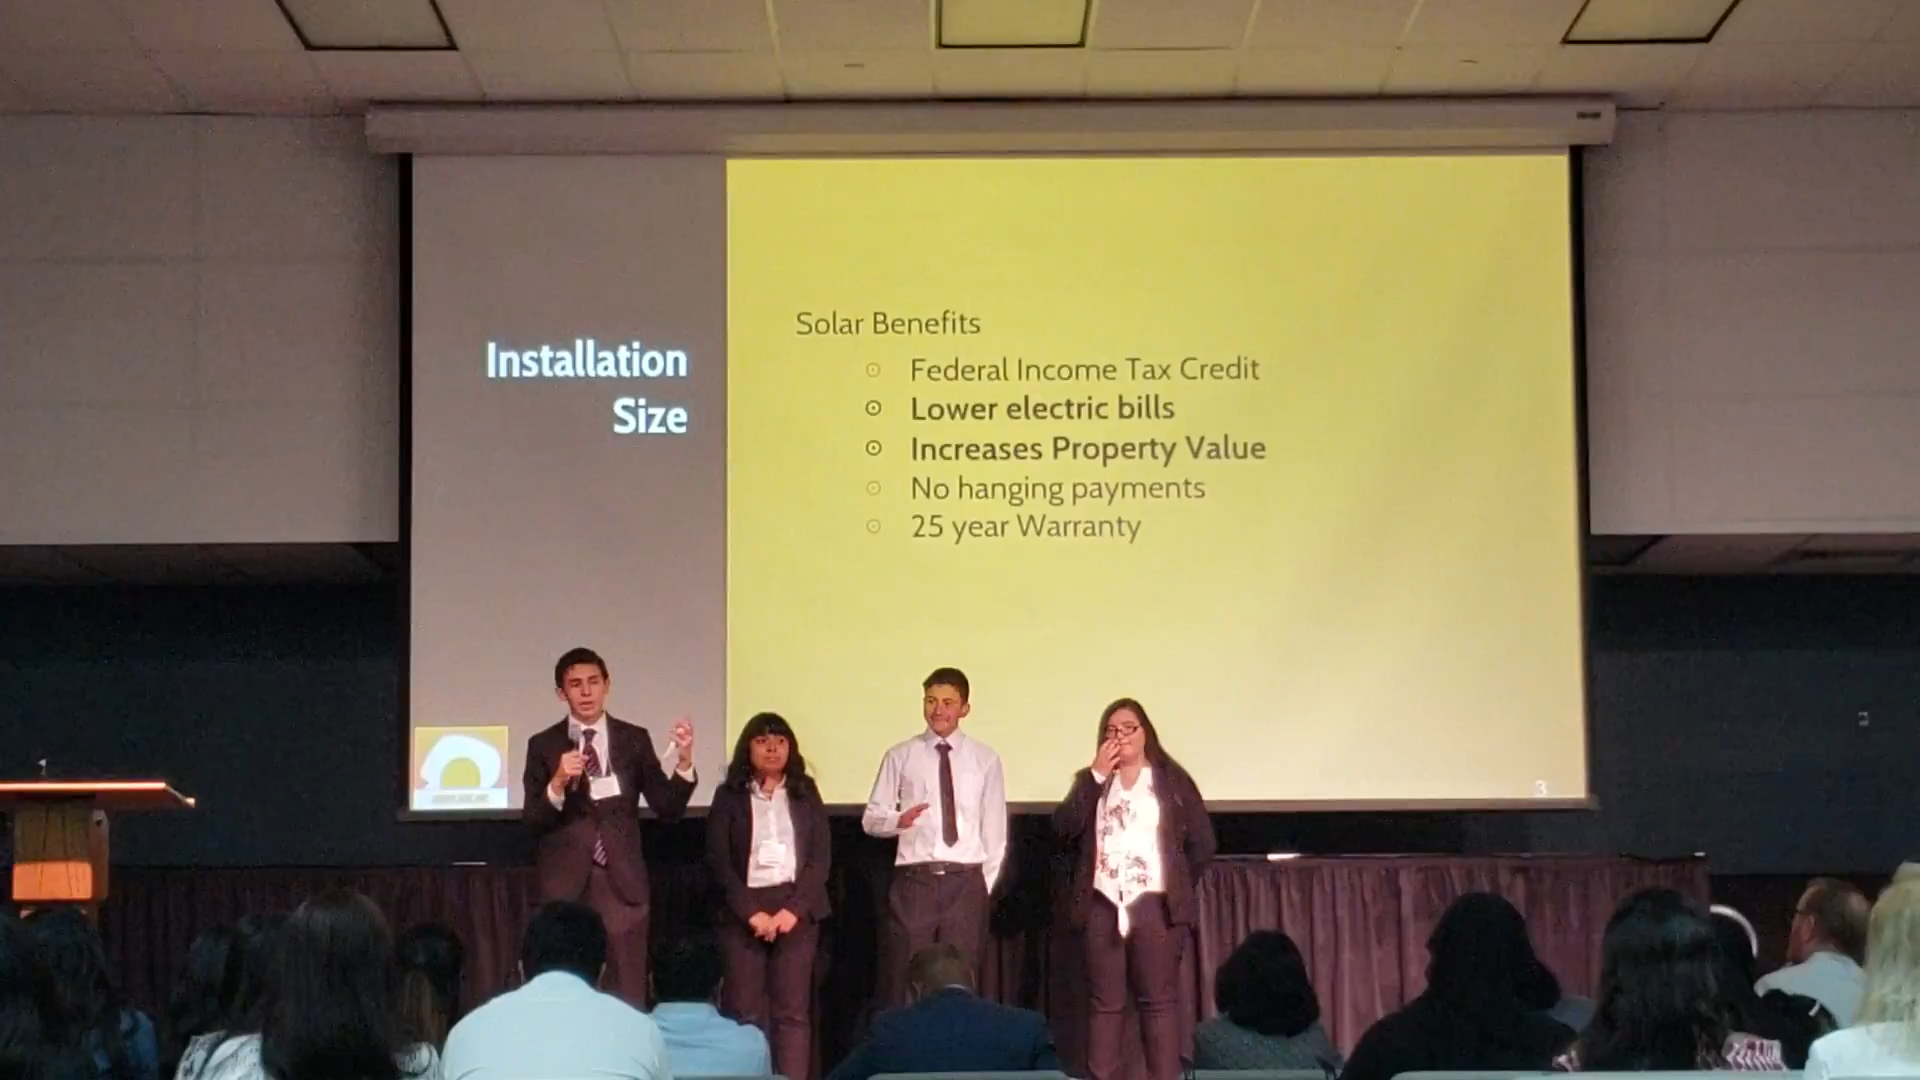 Installation
Size
Solar Benefits
Federal Income Tax Credit
Lower electric bills
Increases Property Value
No hanging payments
25 year Warranty
3